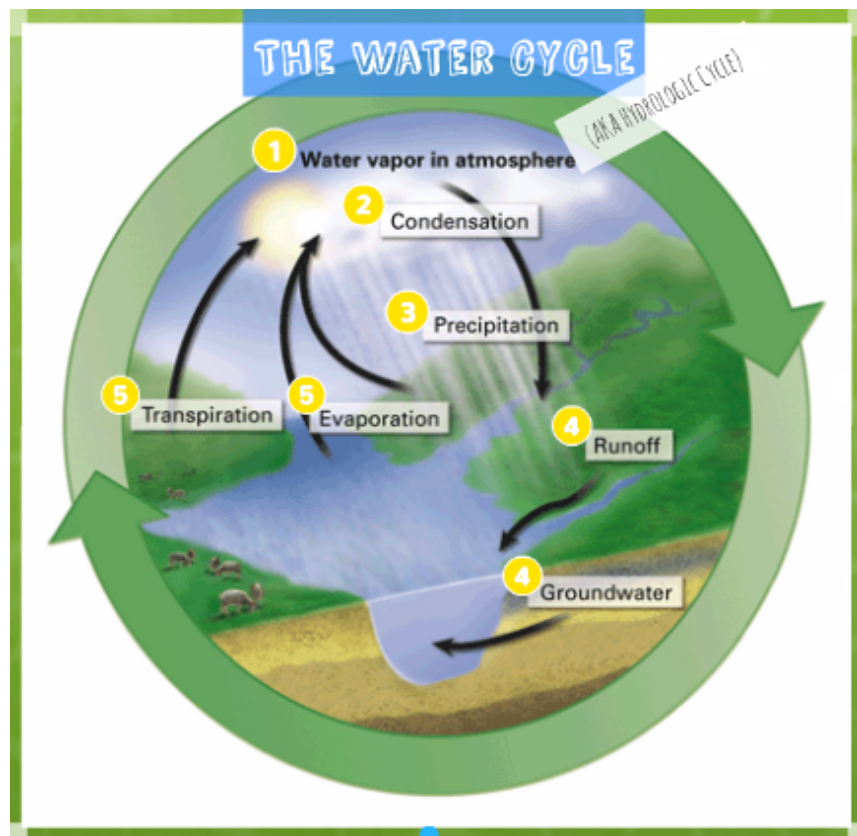 THE WATER CYCLE
(AKA HYDROLOGIC CYCLE)
1 Water vapor in atmosphere
2 Condensation
3 Precipitation
5 Transpiration
5 Evaporation
4 Runoff
4 Groundwater